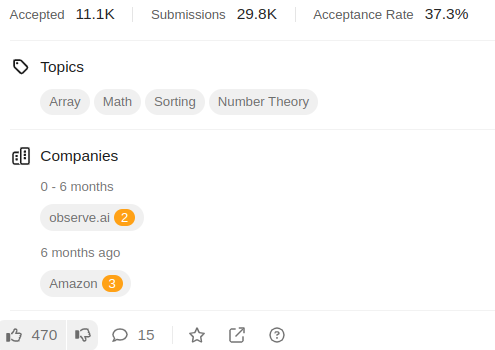 Accepted 11.1K Submissions 29.8K Acceptance Rate 37.3%
Topics
Array Math Sorting Number Theory
Companies
0 - 6 months
observe.ai 2
6 months ago
Amazon 3
470 15